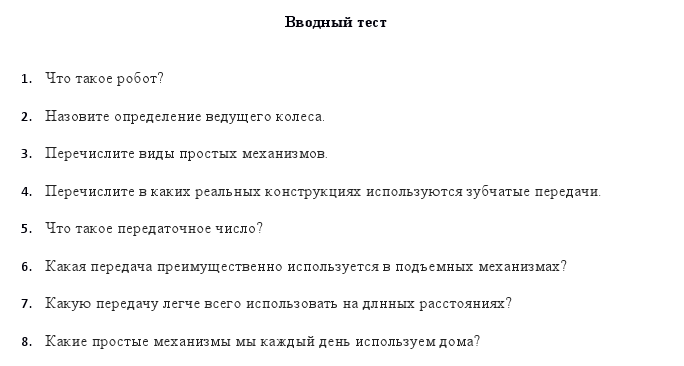 Вводный тест
1. Что такое робот?
2. Назовите определение ведущего колеса.
3. Перечислите виды простых механизмов.
4. Перечислите в каких реальных конструкциях используются зубчатые передачи.
5. Что такое передаточное число?
6. Какая передача преимущественно используется в подъемных механизмах?
7. Какую передачу легче всего использовать на длнных расстояниях?
8. Какие простые механизмы мы каждый день используем дома?